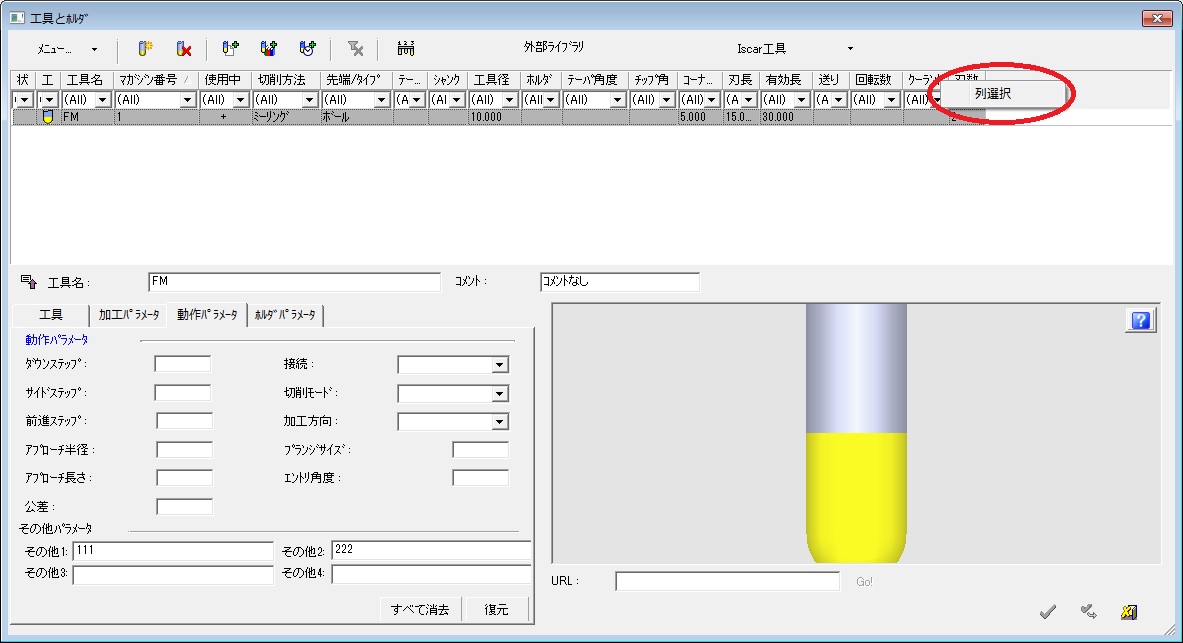 工具とﾎﾙﾀﾞ
ﾒﾆｭｰ... 外部ﾗｲﾌﾞﾗﾘ Iscar工具
状 工 工具名 ﾏｶﾞｼﾞﾝ番号 使用中 切削方法 先端/ﾀｲﾌﾟ ﾃｰ... ｼｬﾝｸ 工具径 ﾎﾙﾀﾞ ﾃｰﾊﾟ角度 ﾁｯﾌﾟ角 ｺｰﾅ... 刃長 有効長 送り 回転数 ｸｰﾗﾝﾄ 刃数
(All) (All) (All) (All) (All) (A (Al (All) (All (All) (All) (All) (A (All) (A (All) (All)
列選択
FM 1 + ﾐｰﾘﾝｸﾞ ﾎﾞｰﾙ 10.000 5.000 15.0... 30.000 2
工具名: FM ｺﾒﾝﾄ: ｺﾒﾝﾄなし
工具 加工ﾊﾟﾗﾒｰﾀ 動作ﾊﾟﾗﾒｰﾀ ﾎﾙﾀﾞﾊﾟﾗﾒｰﾀ
動作ﾊﾟﾗﾒｰﾀ
ﾀﾞｳﾝｽﾃｯﾌﾟ: 接続:
ｻｲﾄﾞｽﾃｯﾌﾟ: 切削ﾓｰﾄﾞ:
前進ｽﾃｯﾌﾟ: 加工方向:
ｱﾌﾟﾛｰﾁ半径: ﾌﾟﾗﾝｼﾞｻｲｽﾞ:
ｱﾌﾟﾛｰﾁ長さ: ｴﾝﾄﾘ角度:
公差:
その他ﾊﾟﾗﾒｰﾀ
その他1: 111 その他2: 222
その他3: その他4:
すべて消去 復元
URL: Go!